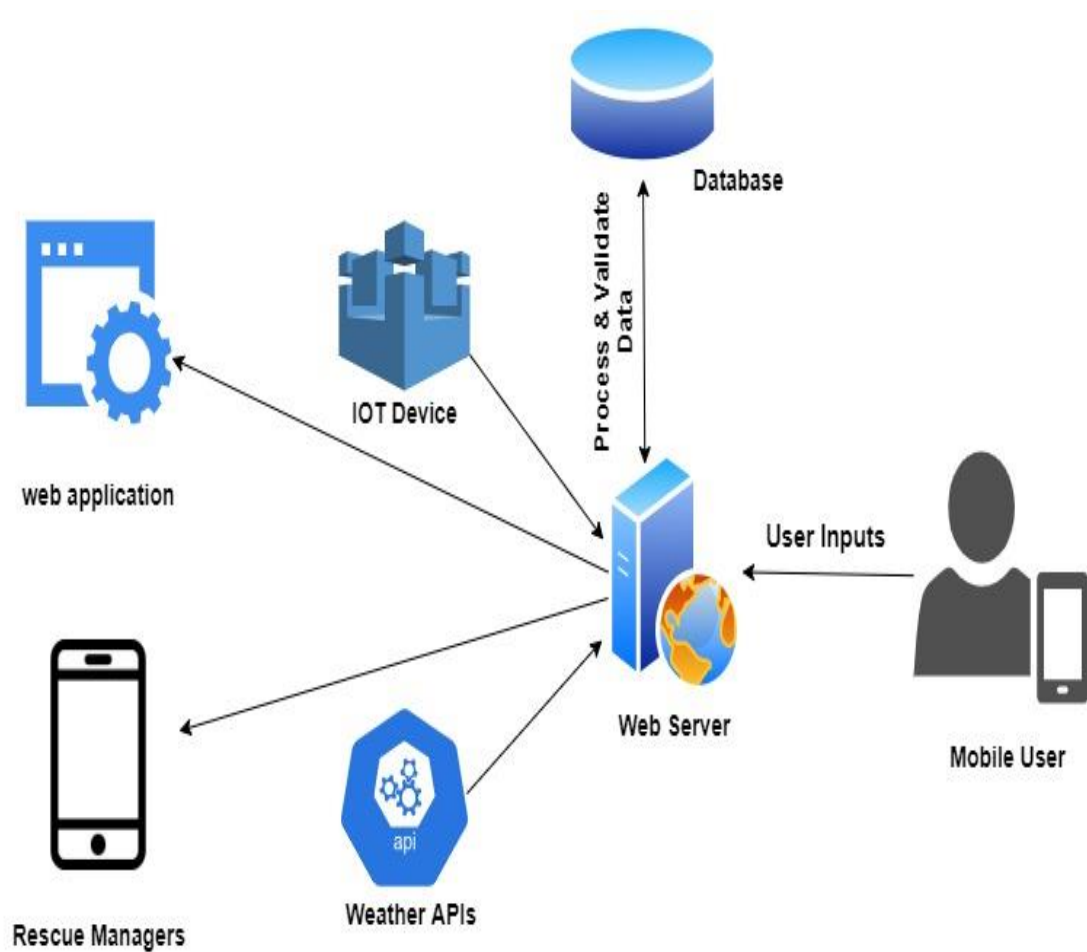 Database
Process & Validate
Data
IOT Device
web application
User Inputs
Web Server
Mobile User
api
Weather APIs
Rescue Managers